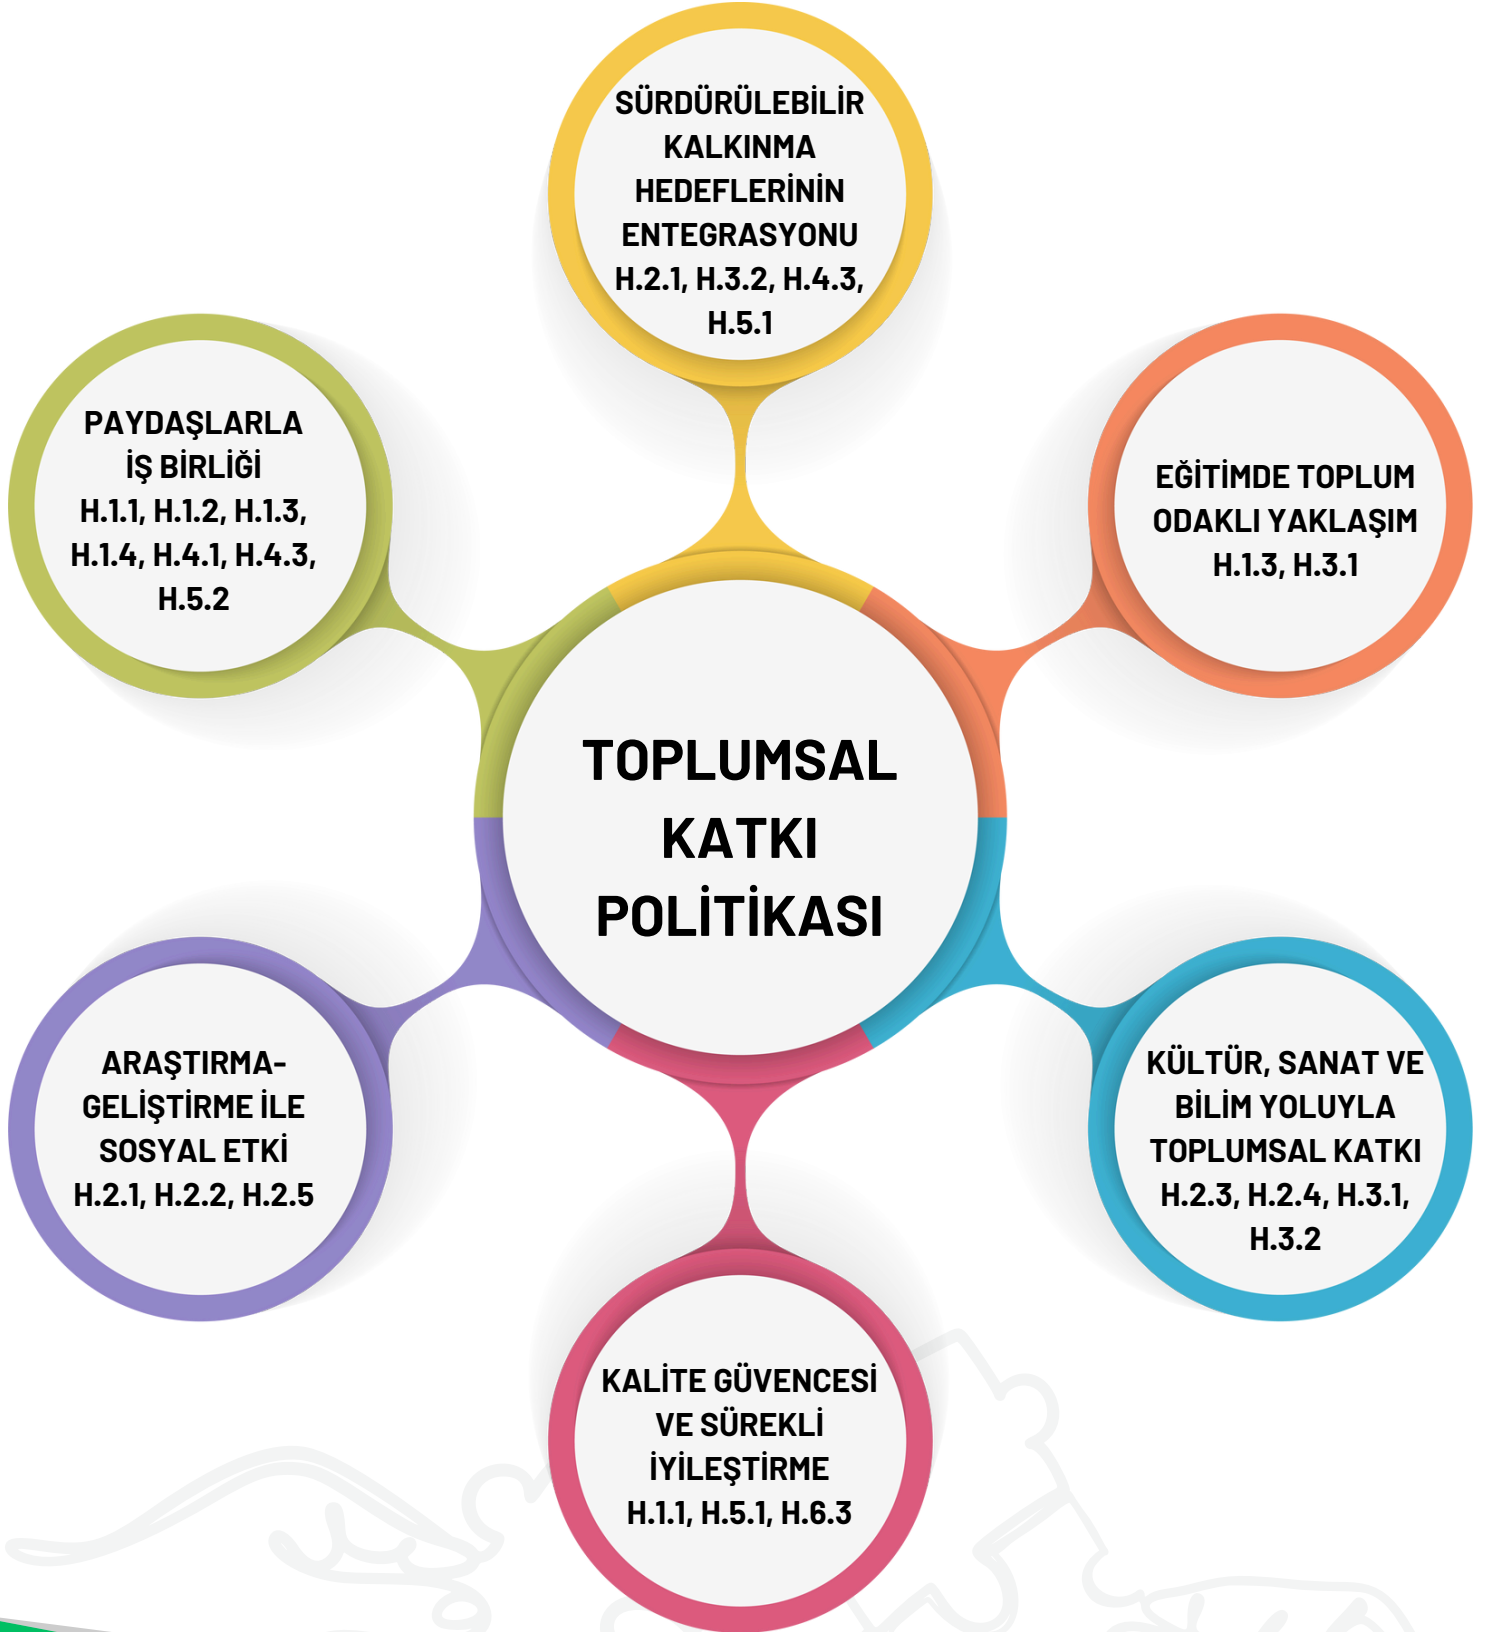 SÜRDÜRÜLEBİLİR
KALKINMA
HEDEFLERİNİN
ENTEGRASYONU
H.2.1, H.3.2, H.4.3,
H.5.1
PAYDAŞLARLA
İŞ BİRLİĞİ
H.1.1, H.1.2, H.1.3,
H.1.4, H.4.1, H.4.3,
H.5.2
EĞİTİMDE TOPLUM
ODAKLI YAKLAŞIM
H.1.3, H.3.1
TOPLUMSAL
KATKI
POLİTİKASI
ARAŞTIRMA-
GELİŞTİRME İLE
SOSYAL ETKİ
H.2.1, H.2.2, H.2.5
KÜLTÜR, SANAT VE
BİLİM YOLUYLA
TOPLUMSAL KATKI
H.2.3, H.2.4, H.3.1,
H.3.2
KALİTE GÜVENCESİ
VE SÜREKLİ
İYİLEŞTİRME
H.1.1, H.5.1, H.6.3